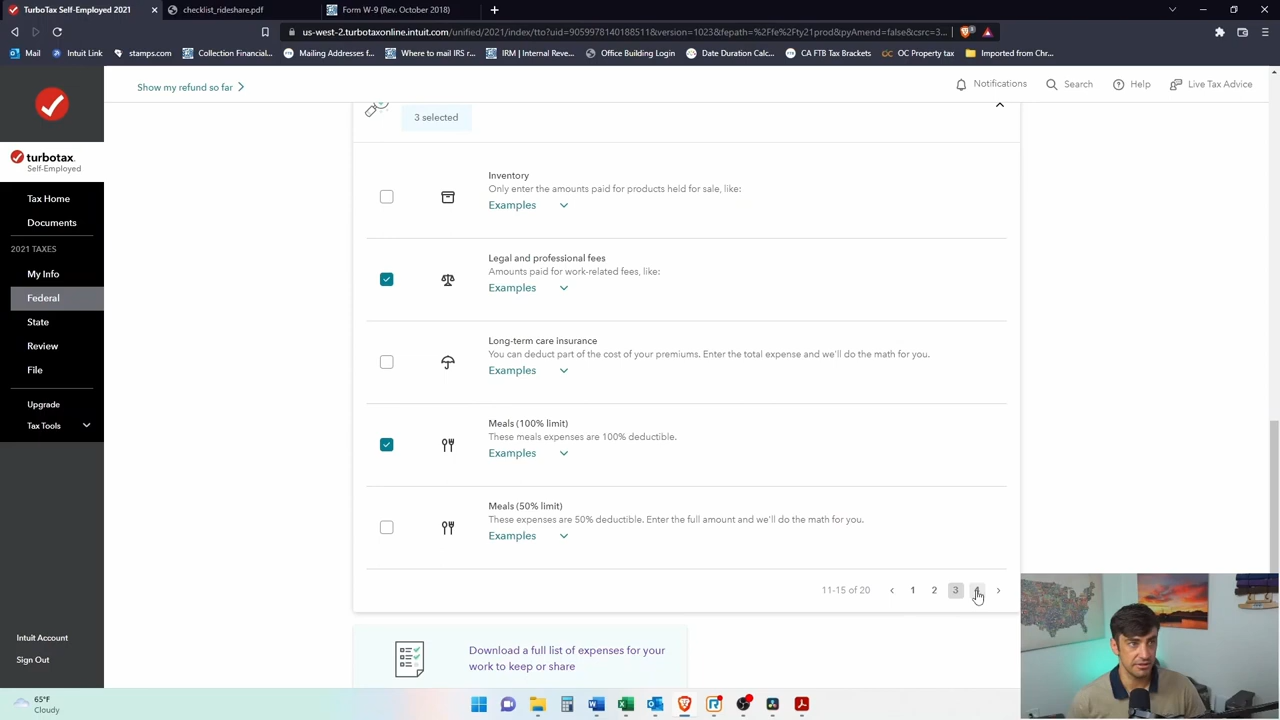 TurboTax Self-Employed 2021
checklist_rideshare.pdf
Form W-9 (Rev. October 2018)
us-west-2.turbotaxonline.intuit.com/unified/2021/index/tto?uid=9059978140188511&version=1023&fepath=%2Ffe%2Fty21prod&pyAmend=false&csrc=3...
Mail
Intuit Link
stamps.com
Collection Financial...
Mailing Addresses f...
Where to mail IRS r...
IRM | Internal Reve...
Office Building Login
Date Duration Calc...
CA FTB Tax Brackets
OC Property tax
Imported from Chr...
Show my refund so far
Notifications
Search
Help
Live Tax Advice
turbotax
Self-Employed
Tax Home
Documents
2021 TAXES
My Info
Federal
State
Review
File
Upgrade
Tax Tools
Intuit Account
Sign Out
3 selected
Inventory
Only enter the amounts paid for products held for sale, like:
Examples
Legal and professional fees
Amounts paid for work-related fees, like:
Examples
Long-term care insurance
You can deduct part of the cost of your premiums. Enter the total expense and we'll do the math for you.
Examples
Meals (100% limit)
These meals expenses are 100% deductible.
Examples
Meals (50% limit)
These expenses are 50% deductible. Enter the full amount and we'll do the math for you.
Examples
11-15 of 20
1 2 3
Download a full list of expenses for your
work to keep or share
65°F
Cloudy